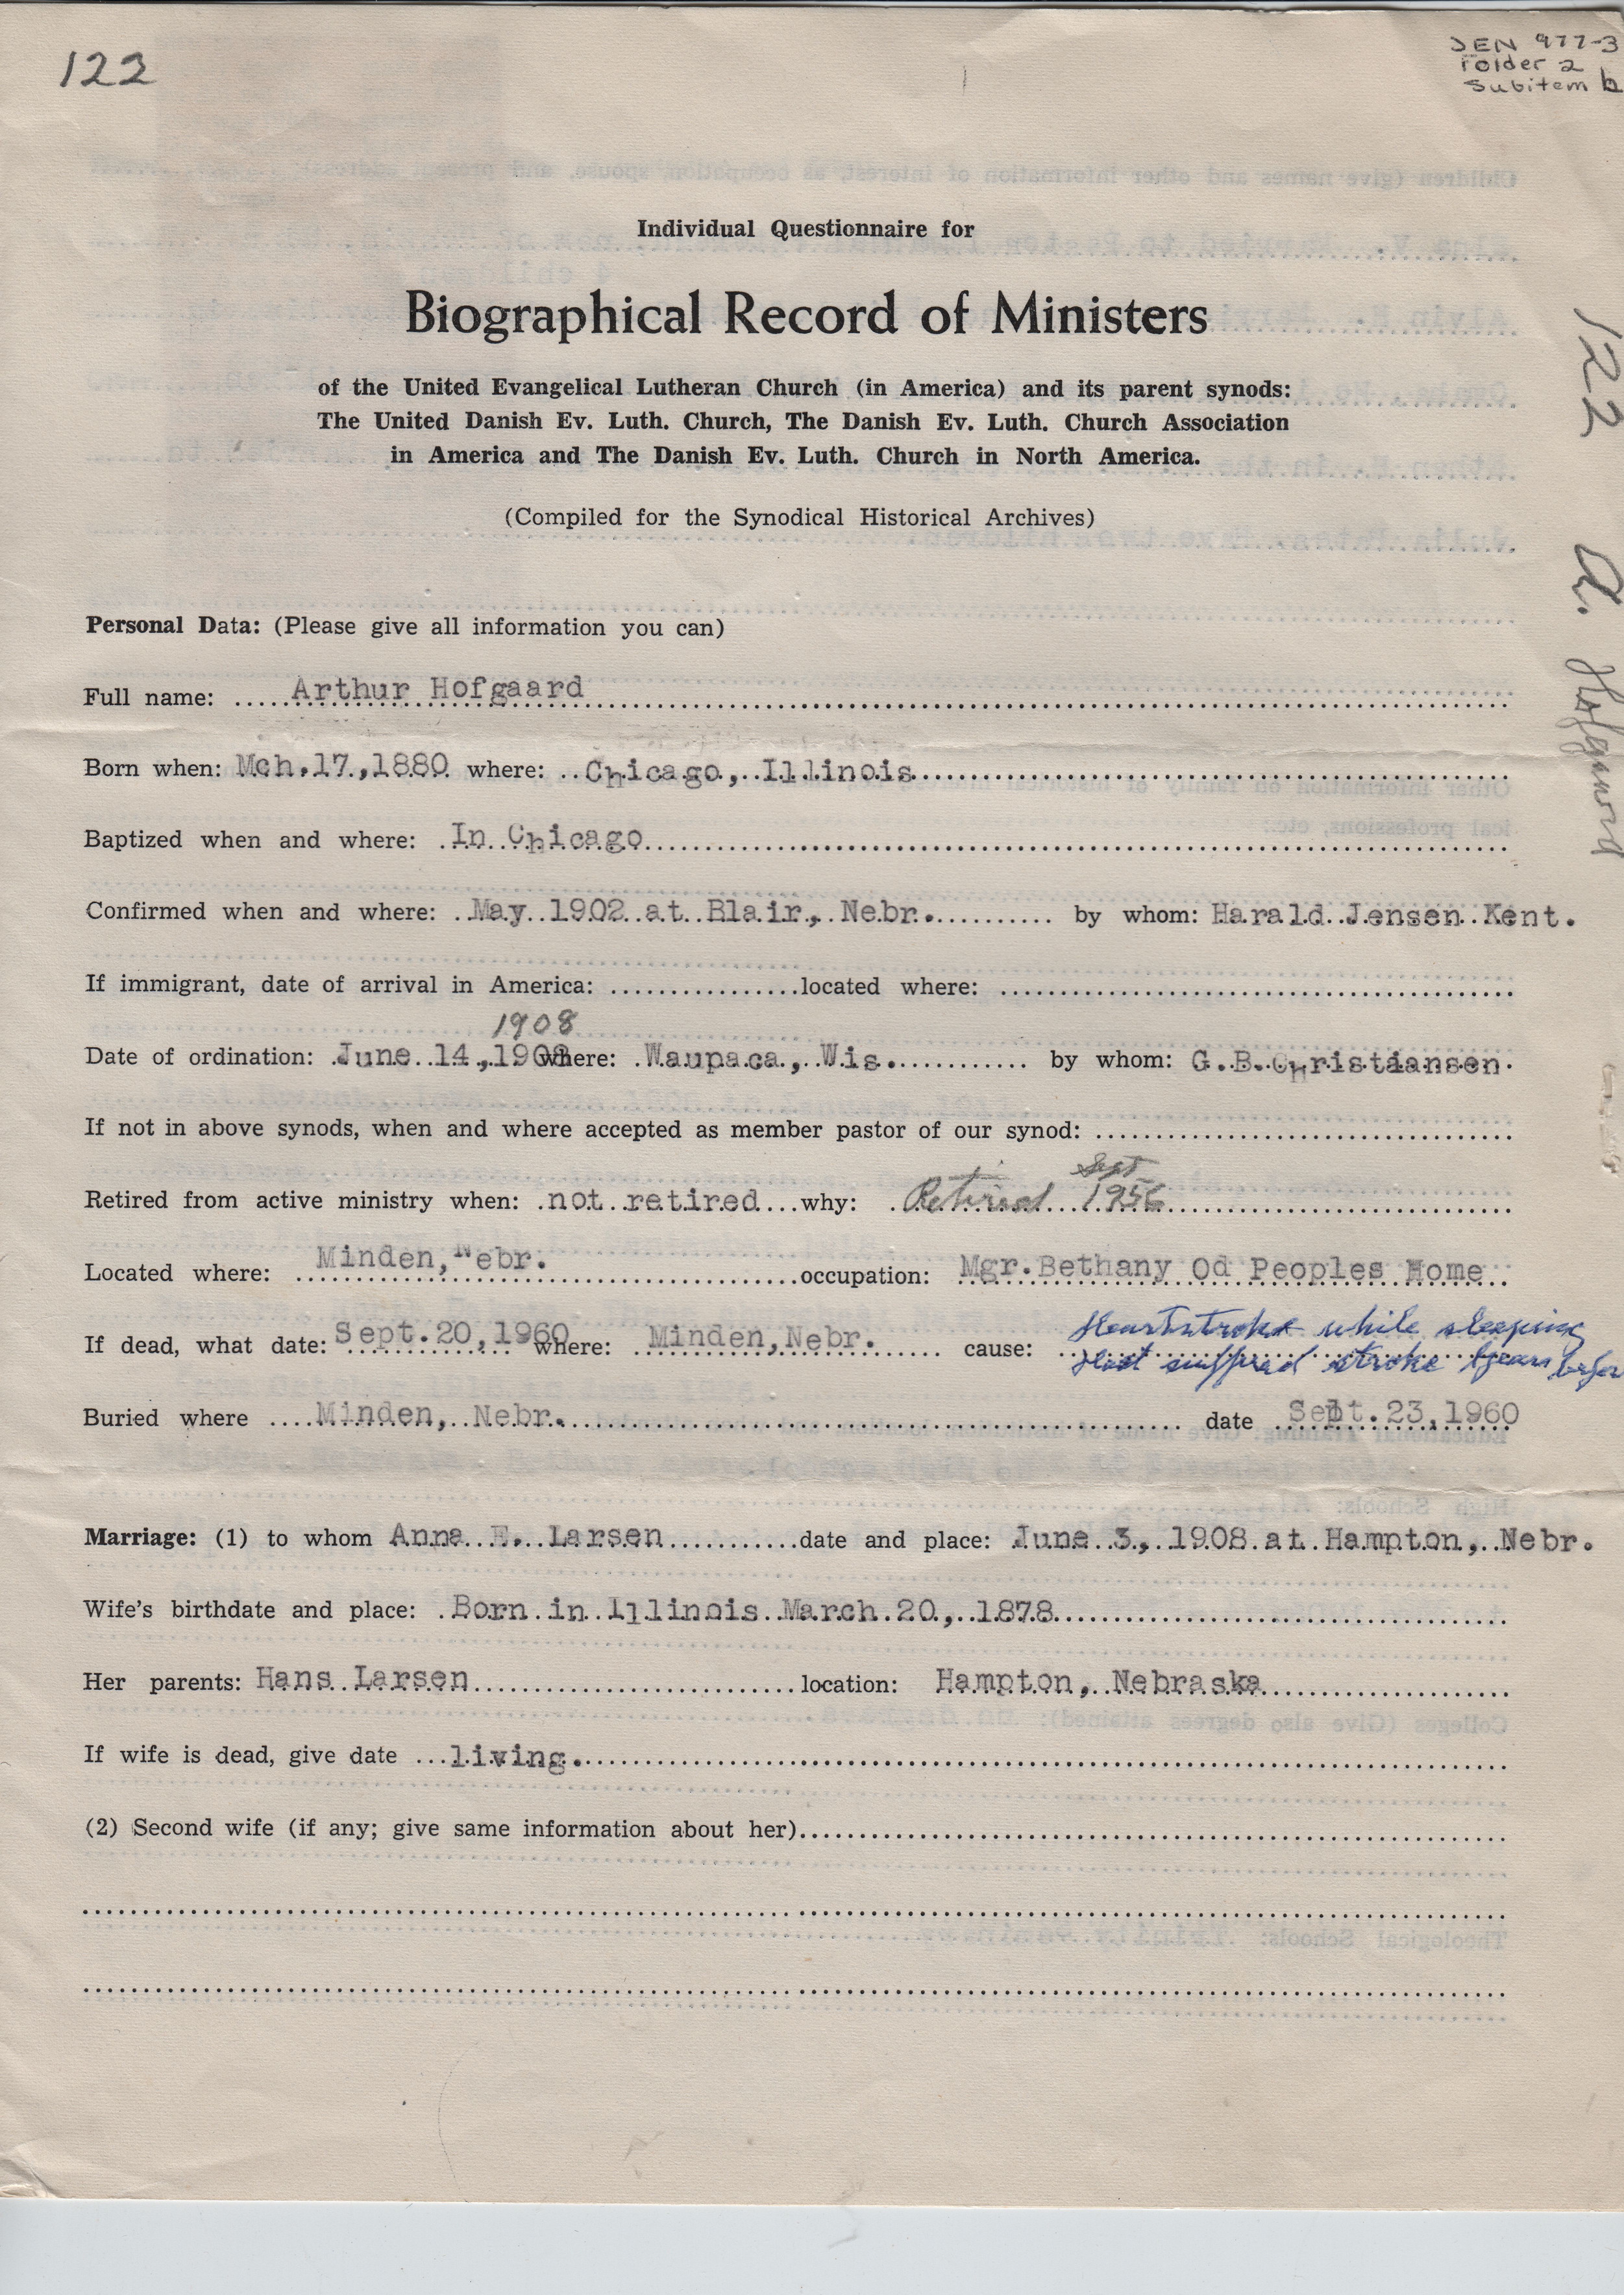 122
JEN 977-3
Folder 2
Subitem b
Individual Questionnaire for
Biographical Record of Ministers
of the United Evangelical Lutheran Church (in America) and its parent synods:
The United Danish Ev. Luth. Church, The Danish Ev. Luth. Church Association
in America and The Danish Ev. Luth. Church in North America.
(Compiled for the Synodical Historical Archives)
122 A. Hofgaard
Personal Data: (Please give all information you can)
Full name: Arthur Hofgaard
Born when: Mch.17,1880 where: Chicago, Illinois
Baptized when and where: In Chicago
Confirmed when and where: May 1902 at Blair, Nebr. by whom: Harald Jensen Kent.
If immigrant, date of arrival in America: located where:
1908
Date of ordination: June 14, 1908 where: Waupaca, Wis. by whom: G.B.Christiansen.
If not in above synods, when and where accepted as member pastor of our synod:
Sept
Retired from active ministry when: not retired why: Retired 1956
Located where: Minden, Nebr. occupation: Mgr.Bethany Od Peoples Home
Heartstroke while sleeping
If dead, what date: Sept.20,1960 where: Minden,Nebr. cause:
suffered stroke years before
Buried where Minden, Nebr. date Sept.23,1960
Marriage: (1) to whom Anna E. Larsen date and place: June 3, 1908 at Hampton, Nebr.
Wife's birthdate and place: Born in Illinois March 20, 1878
Her parents: Hans Larsen location: Hampton, Nebraska
If wife is dead, give date living.
(2) Second wife (if any; give same information about her)